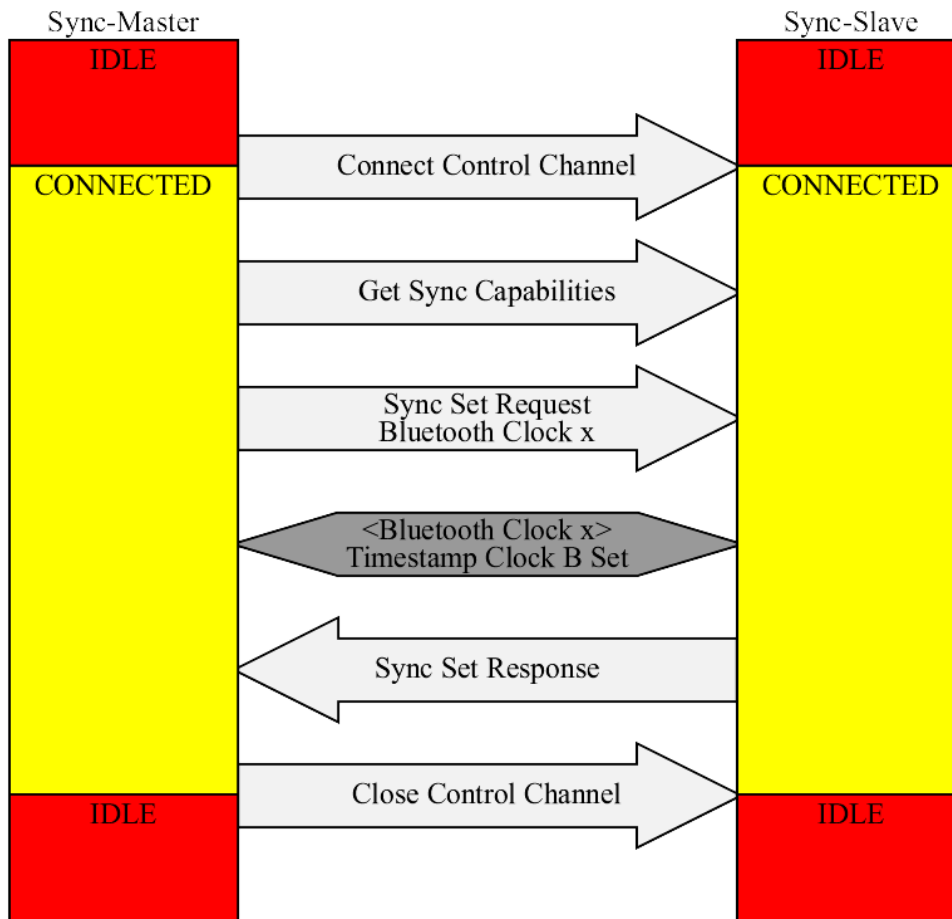 Sync-Master
Sync-Slave
IDLE
IDLE
Connect Control Channel
CONNECTED
CONNECTED
Get Sync Capabilities
Sync Set Request
Bluetooth Clock x
<Bluetooth Clock x>
Timestamp Clock B Set
Sync Set Response
Close Control Channel
IDLE
IDLE